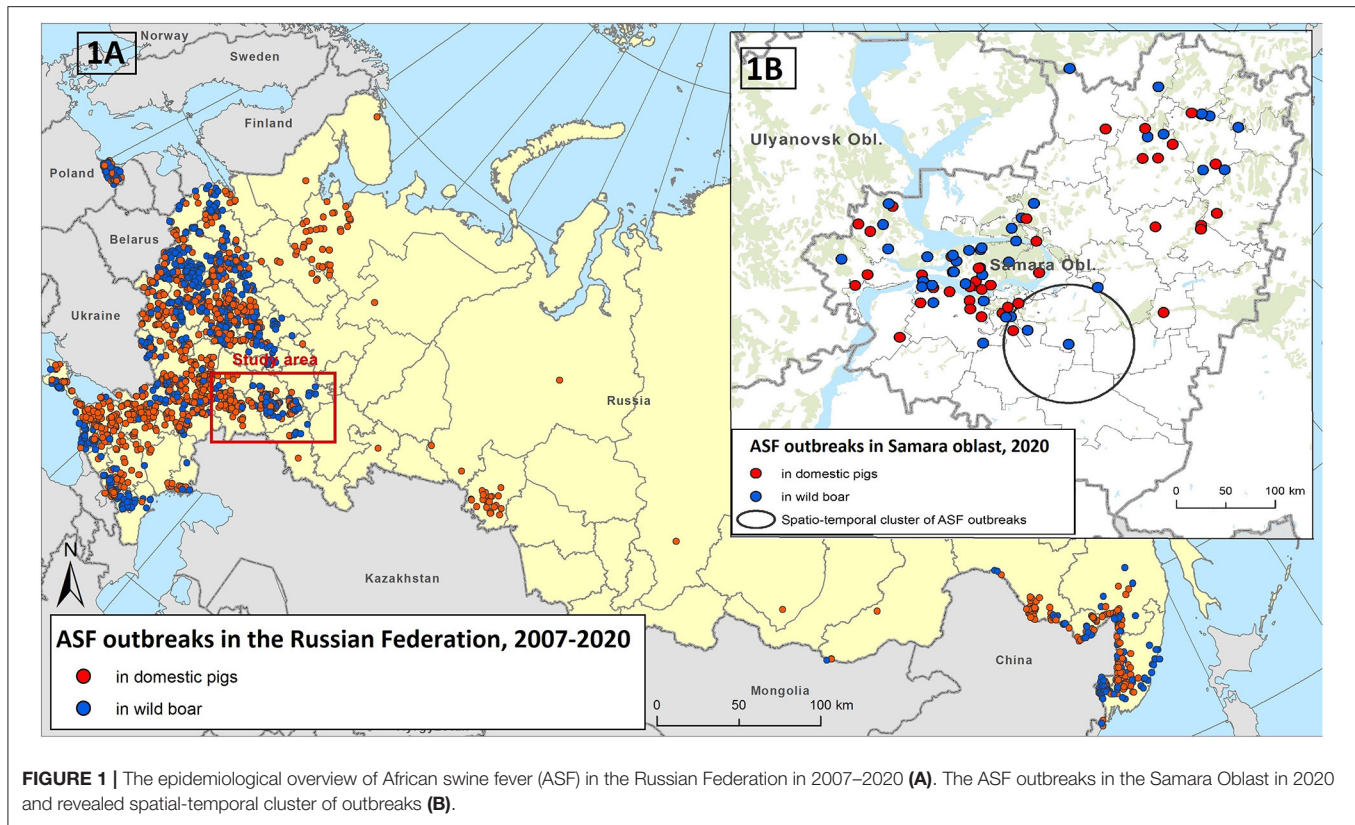 1A
Norway
Sweden
Finland
Poland
Belarus
Ukraine
Study area
Russia
Kazakhstan
Mongolia
China
N
ASF outbreaks in the Russian Federation, 2007-2020
in domestic pigs
in wild boar
0 50 100 km
1B
Ulyanovsk Obl.
Samara Obl.
ASF outbreaks in Samara oblast, 2020
in domestic pigs
in wild boar
Spatio-temporal cluster of ASF outbreaks
0 50 100 km
FIGURE 1 | The epidemiological overview of African swine fever (ASF) in the Russian Federation in 2007–2020 (A). The ASF outbreaks in the Samara Oblast in 2020
and revealed spatial-temporal cluster of outbreaks (B).